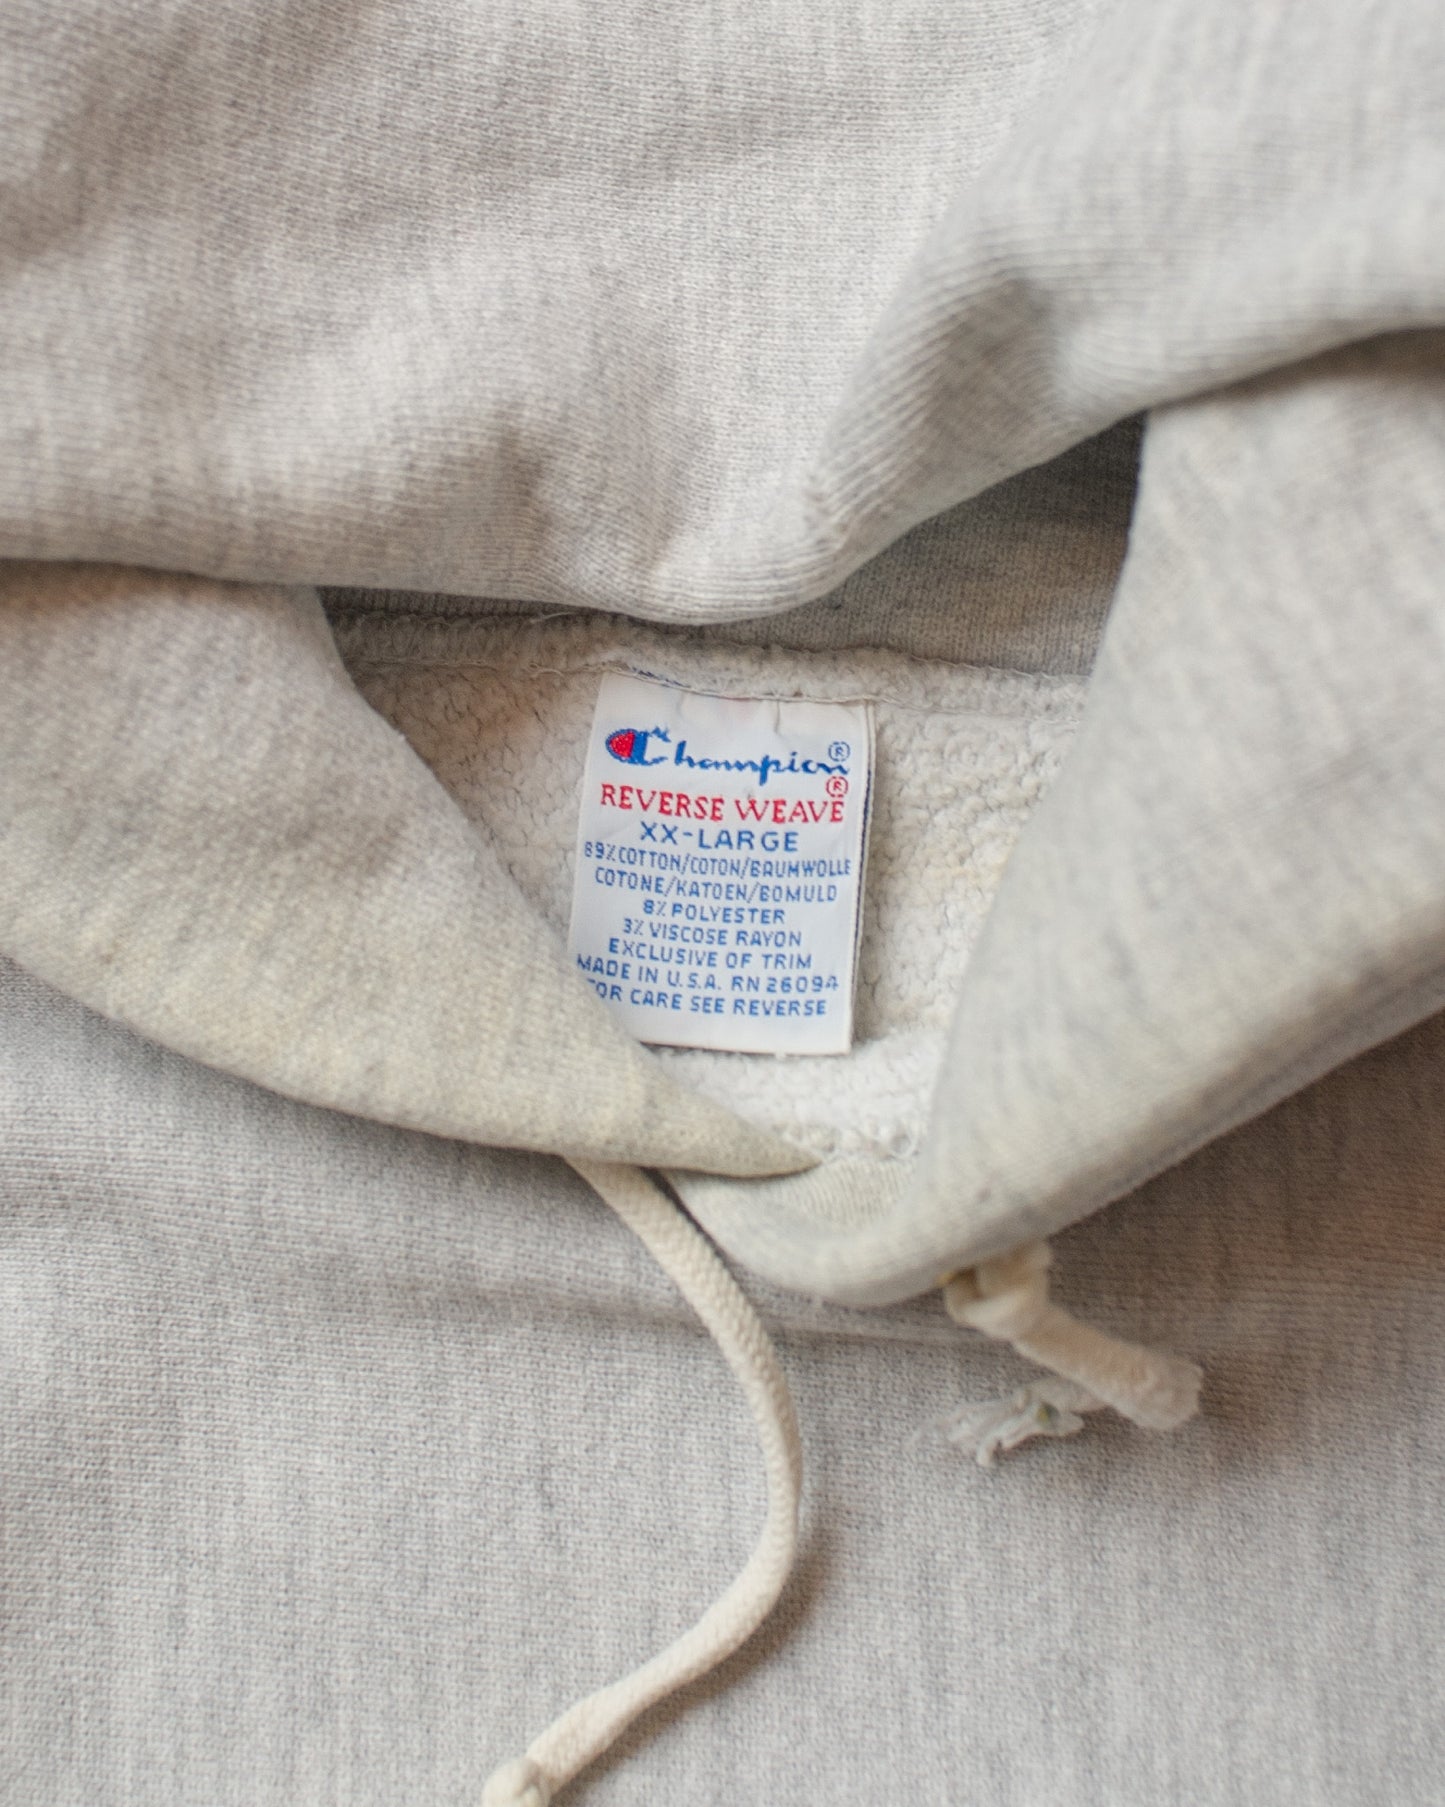 Champion®
REVERSE WEAVE®
XX-LARGE
89% COTTON/COTON/BAUMWOLLE
COTONE/KATOEN/BOMULD
8% POLYESTER
3% VISCOSE RAYON
EXCLUSIVE OF TRIM
MADE IN U.S.A. RN 26094
FOR CARE SEE REVERSE